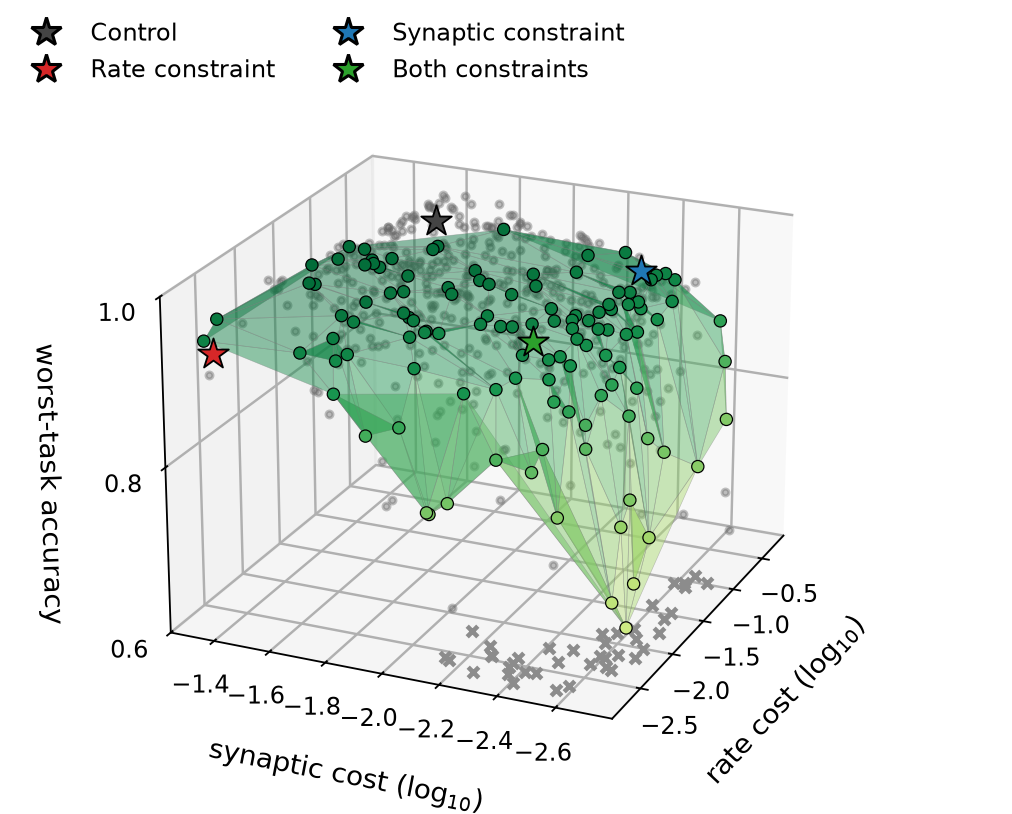 Control
Rate constraint
Synaptic constraint
Both constraints
worst-task accuracy
1.0
0.8
0.6
−1.4
−1.6
−1.8
−2.0
−2.2
−2.4
−2.6
synaptic cost (log₁₀)
−0.5
−1.0
−1.5
−2.0
−2.5
rate cost (log₁₀)